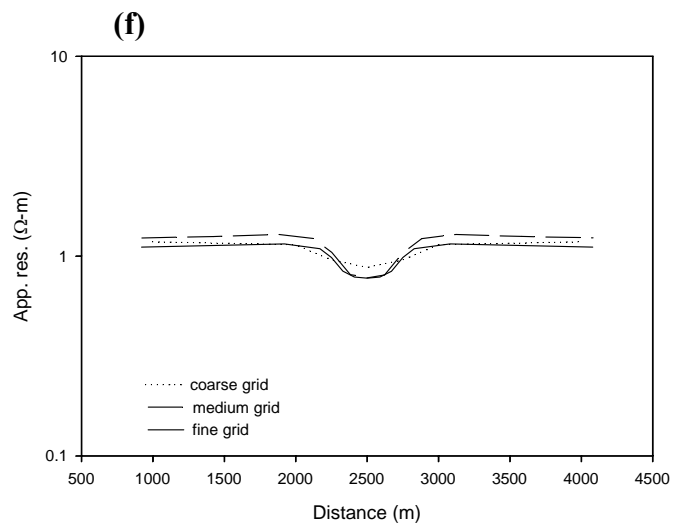 (f)
10
1
0.1
App. res. (Ω-m)
coarse grid
medium grid
fine grid
500 1000 1500 2000 2500 3000 3500 4000 4500
Distance (m)